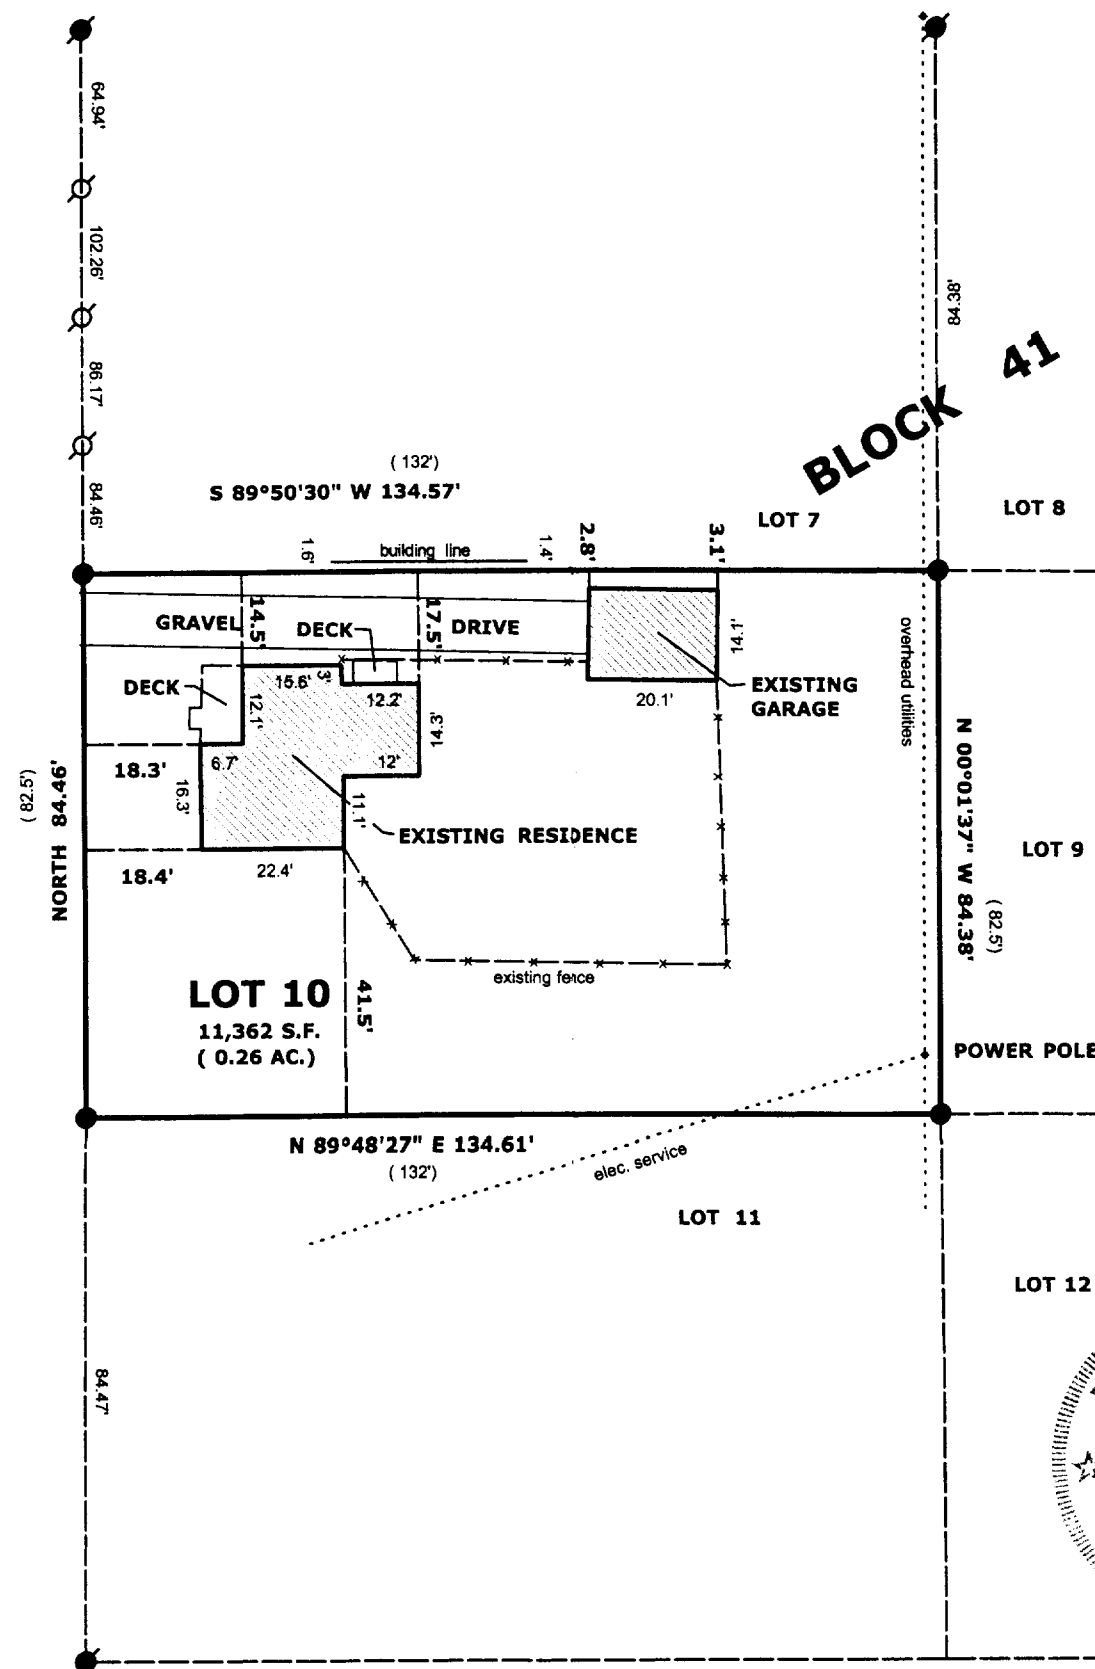 64.94'
102.26'
86.17'
84.46'
84.38'
BLOCK 41
( 132')
S 89°50'30" W 134.57'
LOT 7
LOT 8
1.6'
building line
1.4'
2.8'
3.1'
GRAVEL
14.5'
DECK
17.5'
DRIVE
14.1'
overhead utilities
DECK
15.6'
3'
12.2'
20.1'
EXISTING
GARAGE
12.1'
14.3'
18.3'
6.7'
12'
16.3'
11.1'
EXISTING RESIDENCE
( 82.5')
NORTH 84.46'
N 00°01'37" W 84.38'
( 82.5')
LOT 9
18.4'
22.4'
existing fence
LOT 10
11,362 S.F.
( 0.26 AC.)
41.5'
POWER POLE
N 89°48'27" E 134.61'
( 132')
elec. service
LOT 11
LOT 12
84.47'